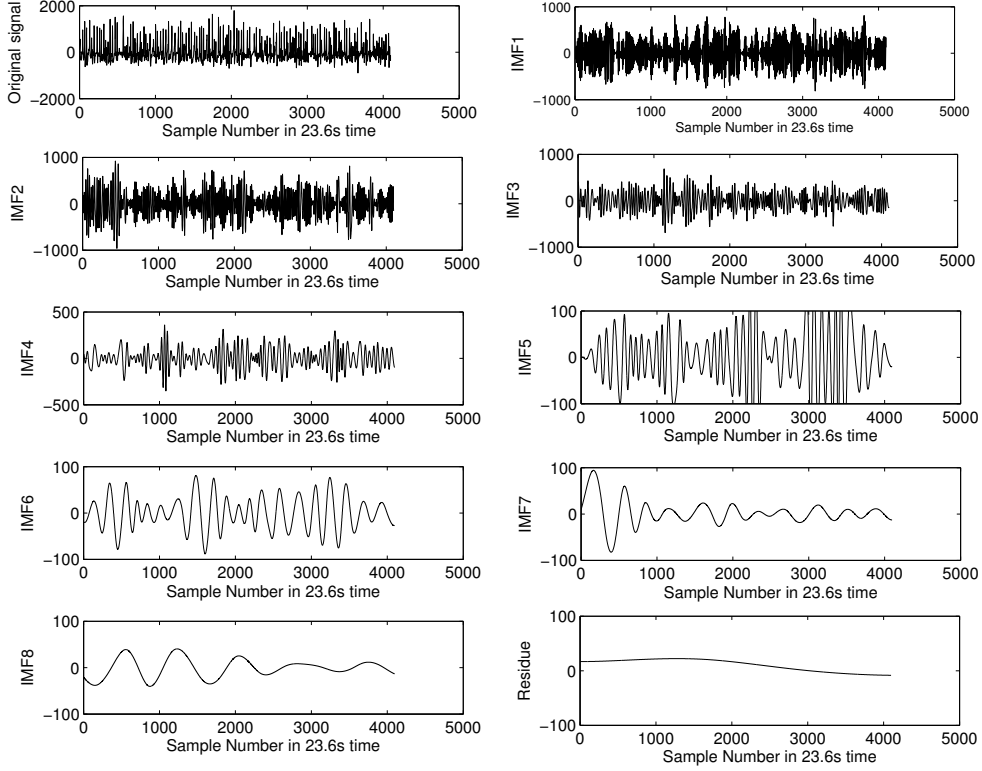 Original signal
2000
0
−2000
0 1000 2000 3000 4000 5000
Sample Number in 23.6s time
IMF1
1000
0
−1000
0 1000 2000 3000 4000 5000
Sample Number in 23.6s time
IMF2
1000
0
−1000
0 1000 2000 3000 4000 5000
Sample Number in 23.6s time
IMF3
1000
0
−1000
0 1000 2000 3000 4000 5000
Sample Number in 23.6s time
IMF4
500
0
−500
0 1000 2000 3000 4000 5000
Sample Number in 23.6s time
IMF5
100
0
−100
0 1000 2000 3000 4000 5000
Sample Number in 23.6s time
IMF6
100
0
−100
0 1000 2000 3000 4000 5000
Sample Number in 23.6s time
IMF7
100
0
−100
0 1000 2000 3000 4000 5000
Sample Number in 23.6s time
IMF8
100
0
−100
0 1000 2000 3000 4000 5000
Sample Number in 23.6s time
Residue
100
0
−100
0 1000 2000 3000 4000 5000
Sample Number in 23.6s time